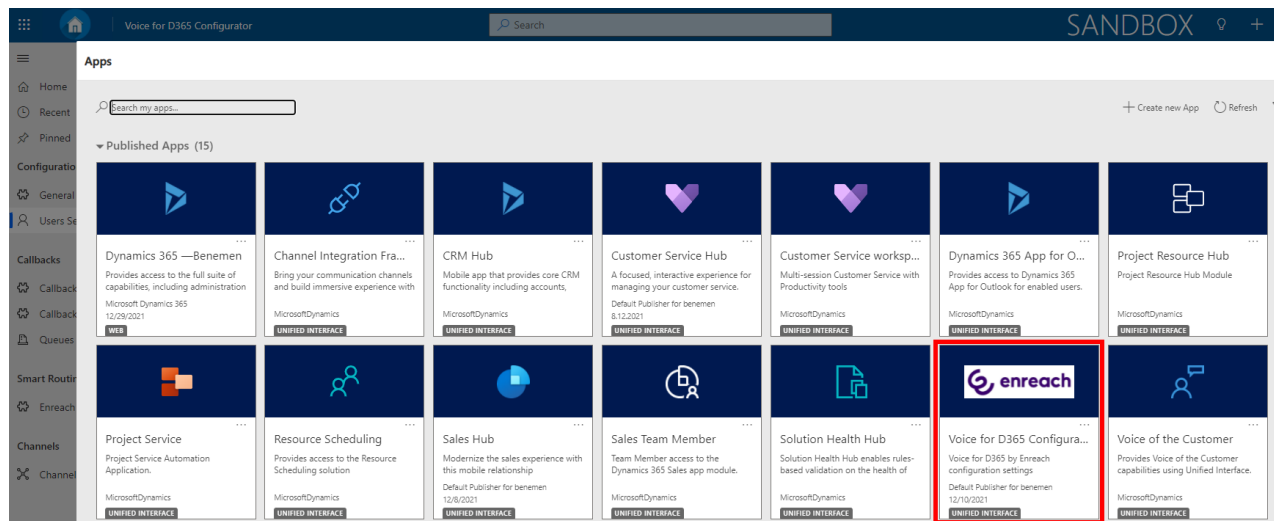 Voice for D365 Configurator
Search
SANDBOX
Apps
Home
Recent
Pinned
Configuratio
General
Users Se
Callbacks
Callback
Callback
Queues
Smart Routin
Enreach
Channels
Channel
Search my apps...
Create new App
Refresh
Published Apps (15)
Dynamics 365 —Benemen
Provides access to the full suite of
capabilities, including administration
Microsoft Dynamics 365
12/29/2021
WEB
Channel Integration Fra...
Bring your communication channels
and build immersive experience with
MicrosoftDynamics
UNIFIED INTERFACE
CRM Hub
Mobile app that provides core CRM
functionality including accounts,
MicrosoftDynamics
UNIFIED INTERFACE
Customer Service Hub
A focused, interactive experience for
managing your customer service.
Default Publisher for benemen
8.12.2021
UNIFIED INTERFACE
Customer Service worksp...
Multi-session Customer Service with
Productivity tools
MicrosoftDynamics
UNIFIED INTERFACE
Dynamics 365 App for O...
Provides access to Dynamics 365
App for Outlook for enabled users.
MicrosoftDynamics
UNIFIED INTERFACE
Project Resource Hub
Project Resource Hub Module
MicrosoftDynamics
UNIFIED INTERFACE
Project Service
Project Service Automation
Application.
MicrosoftDynamics
UNIFIED INTERFACE
Resource Scheduling
Provides access to the Resource
Scheduling solution
MicrosoftDynamics
UNIFIED INTERFACE
Sales Hub
Modernize the sales experience with
this mobile relationship
Default Publisher for benemen
12/8/2021
UNIFIED INTERFACE
Sales Team Member
Team Member access to the
Dynamics 365 Sales app module.
MicrosoftDynamics
UNIFIED INTERFACE
Solution Health Hub
Solution Health Hub enables rules-
based validation on the health of
MicrosoftDynamics
UNIFIED INTERFACE
enreach
Voice for D365 Configura...
Voice for D365 by Enreach
configuration settings
Default Publisher for benemen
12/10/2021
UNIFIED INTERFACE
Voice of the Customer
Provides Voice of the Customer
capabilities using Unified Interface.
MicrosoftDynamics
UNIFIED INTERFACE